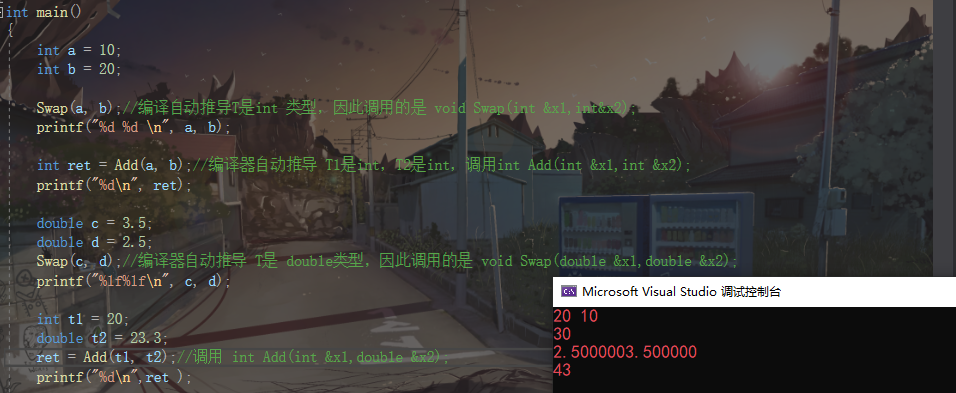 int main()
{
int a = 10;
int b = 20;
Swap(a, b);//编译自动推导T是int 类型，因此调用的是 void Swap(int &x1,int&x2);
printf("%d %d \n", a, b);
int ret = Add(a, b);//编译器自动推导 T1是int，T2是int，调用int Add(int &x1,int &x2);
printf("%d\n", ret);
double c = 3.5;
double d = 2.5;
Swap(c, d);//编译器自动推导 T是 double类型，因此调用的是 void Swap(double &x1,double &x2);
printf("%lf%lf\n", c, d);
int t1 = 20;
double t2 = 23.3;
ret = Add(t1, t2);//调用 int Add(int &x1,double &x2);
printf("%d\n",ret );
Microsoft Visual Studio 调试控制台
20 10
30
2.5000003.500000
43